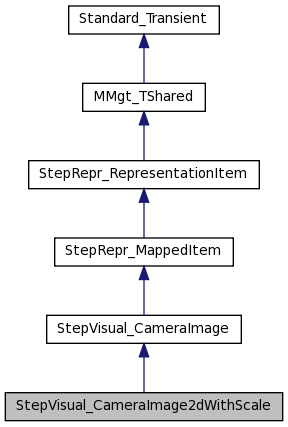 Standard_Transient
MMgt_TShared
StepRepr_RepresentationItem
StepRepr_MappedItem
StepVisual_CameraImage
StepVisual_CameraImage2dWithScale